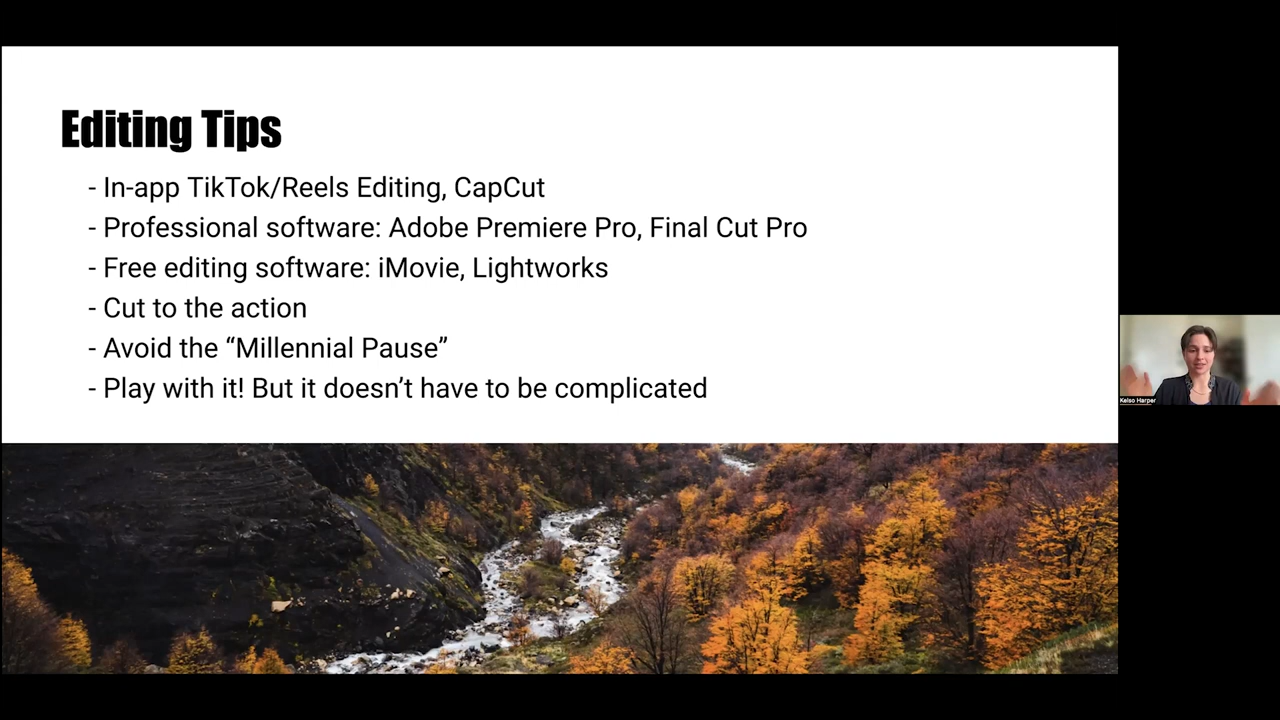 Editing Tips
- In-app TikTok/Reels Editing, CapCut
- Professional software: Adobe Premiere Pro, Final Cut Pro
- Free editing software: iMovie, Lightworks
- Cut to the action
- Avoid the “Millennial Pause”
- Play with it! But it doesn’t have to be complicated
Kelso Harper